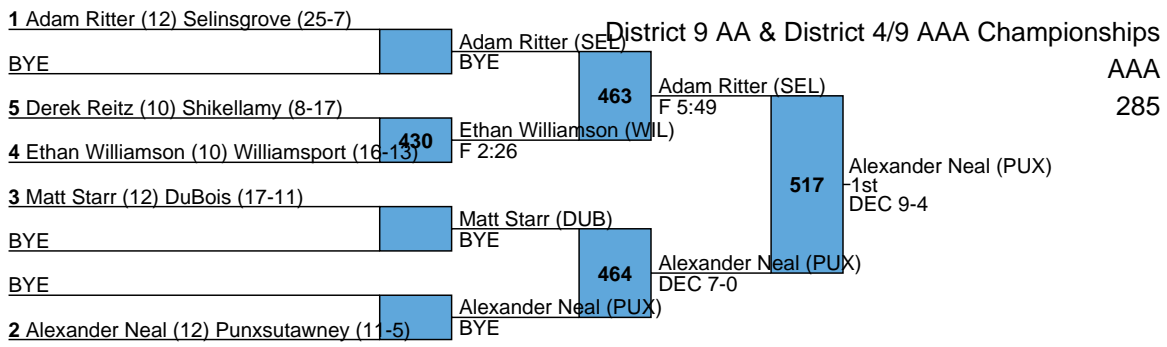 District 9 AA & District 4/9 AAA Championships
AAA
285
1 Adam Ritter (12) Selinsgrove (25-7)
BYE
5 Derek Reitz (10) Shikellamy (8-17)
4 Ethan Williamson (10) Williamsport (16-13)
3 Matt Starr (12) DuBois (17-11)
BYE
BYE
2 Alexander Neal (12) Punxsutawney (11-5)
430
Adam Ritter (SEL)
BYE
Ethan Williamson (WIL)
F 2:26
Matt Starr (DUB)
BYE
Alexander Neal (PUX)
BYE
463
464
Adam Ritter (SEL)
F 5:49
Alexander Neal (PUX)
DEC 7-0
517
Alexander Neal (PUX)
1st
DEC 9-4